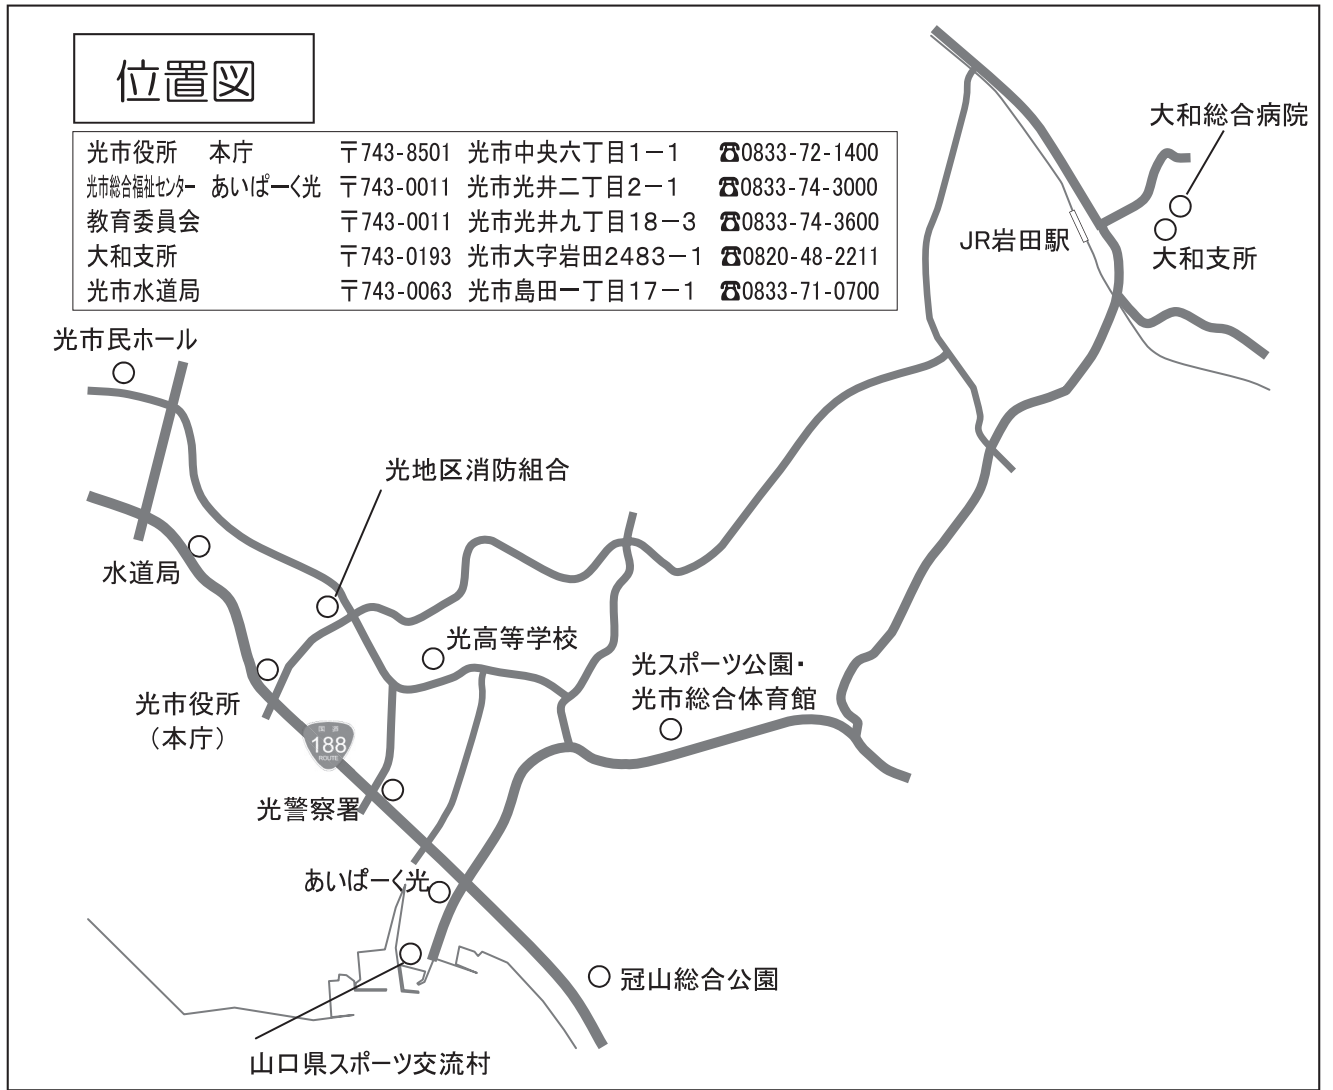 位置図
光市役所 本庁 〒743-8501 光市中央六丁目1−1 ☎0833-72-1400
光市総合福祉センター あいぱーく光 〒743-0011 光市光井二丁目2−1 ☎0833-74-3000
教育委員会 〒743-0011 光市光井九丁目18−3 ☎0833-74-3600
大和支所 〒743-0193 光市大字岩田2483−1 ☎0820-48-2211
光市水道局 〒743-0063 光市島田一丁目17−1 ☎0833-71-0700
大和総合病院
JR岩田駅
大和支所
光市民ホール
光地区消防組合
水道局
光高等学校
光スポーツ公園・
光市総合体育館
光市役所
（本庁）
国道
188
ROUTE
光警察署
あいぱーく光
冠山総合公園
山口県スポーツ交流村